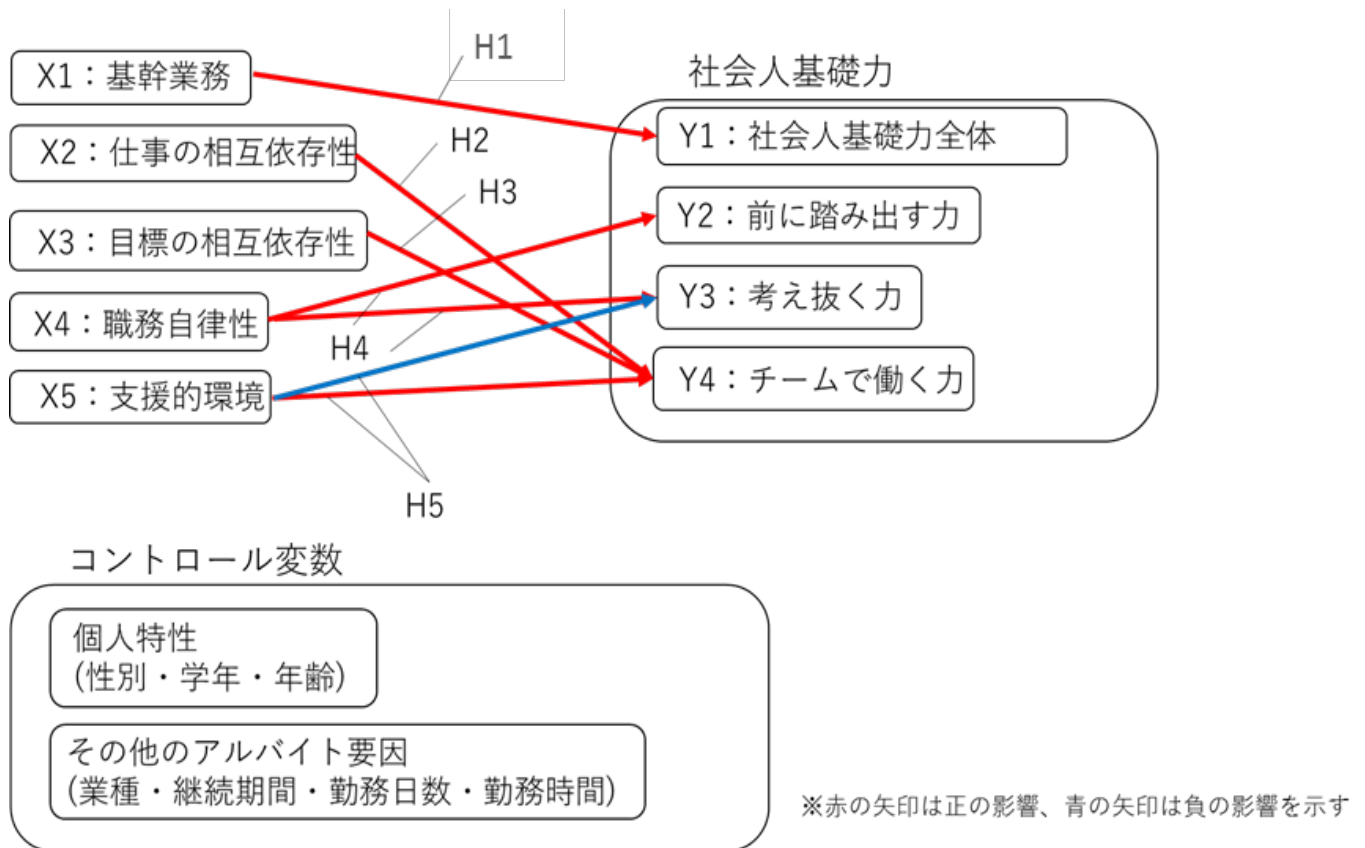 H1
X1：基幹業務
社会人基礎力
Y1：社会人基礎力全体
X2：仕事の相互依存性
H2
H3
Y2：前に踏み出す力
X3：目標の相互依存性
Y3：考え抜く力
X4：職務自律性
H4
Y4：チームで働く力
X5：支援的環境
H5
コントロール変数
個人特性
(性別・学年・年齢)
その他のアルバイト要因
(業種・継続期間・勤務日数・勤務時間)
※赤の矢印は正の影響、青の矢印は負の影響を示す